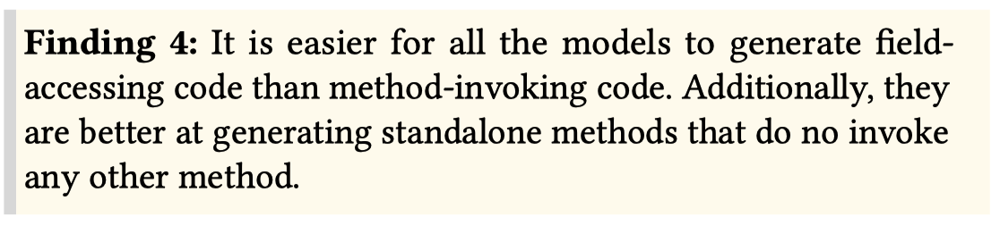 Finding 4: It is easier for all the models to generate field-
accessing code than method-invoking code. Additionally, they
are better at generating standalone methods that do no invoke
any other method.